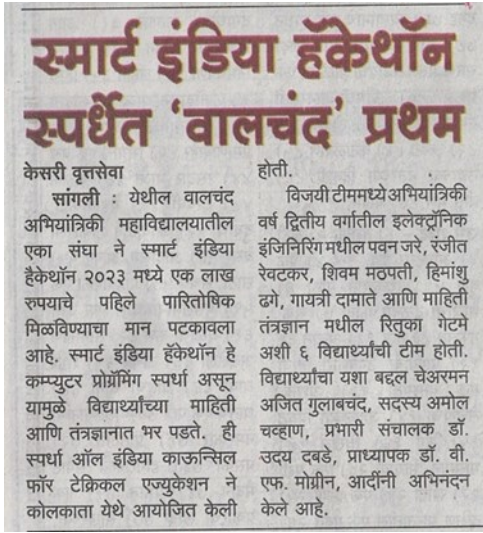 स्मार्ट इंडिया हॅकेथॉन
स्पर्धेत ‘वालचंद’ प्रथम
केसरी वृत्तसेवा
सांगली : येथील वालचंद
अभियांत्रिकी महाविद्यालयातील
एका संघा ने स्मार्ट इंडिया
हॅकेथॉन २०२३ मध्ये एक लाख
रुपयाचे पहिले पारितोषिक
मिळविण्याचा मान पटकावला
आहे. स्मार्ट इंडिया हॅकेथॉन हे
कम्प्युटर प्रोग्रॅमिंग स्पर्धा असून
यामुळे विद्यार्थ्यांच्या माहिती
आणि तंत्रज्ञानात भर पडते. ही
स्पर्धा ऑल इंडिया काऊन्सिल
फॉर टेक्निकल एज्युकेशन ने
कोलकाता येथे आयोजित केली
होती.
विजयी टीममध्ये अभियांत्रिकी
वर्ष द्वितीय वर्गातील इलेक्ट्रॉनिक
इंजिनिरिंग मधील पवन जरे, रंजीत
रेवटकर, शिवम मठपती, हिमांशु
ढगे, गायत्री दामाते आणि माहिती
तंत्रज्ञान मधील रितुका गेटमे
अशी ६ विद्यार्थ्यांची टीम होती.
विद्यार्थ्यांचा यशा बद्दल चेअरमन
अजित गुलाबचंद, सदस्य अमोल
चव्हाण, प्रभारी संचालक डॉ.
उदय दबडे, प्राध्यापक डॉ. वी.
एफ. मोग्रीन, आदींनी अभिनंदन
केले आहे.